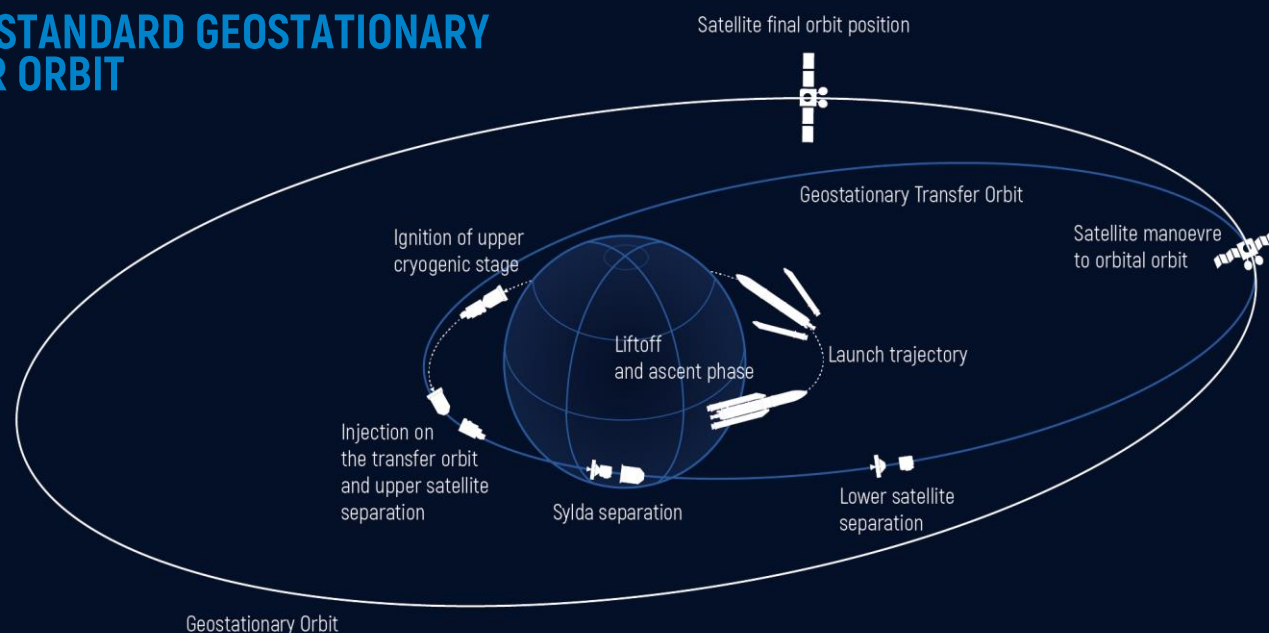 STANDARD GEOSTATIONARY
R ORBIT
Satellite final orbit position
Geostationary Transfer Orbit
Satellite manoevre
to orbital orbit
Ignition of upper
cryogenic stage
Liftoff
and ascent phase
Launch trajectory
Injection on
the transfer orbit
and upper satellite
separation
Sylda separation
Lower satellite
separation
Geostationary Orbit